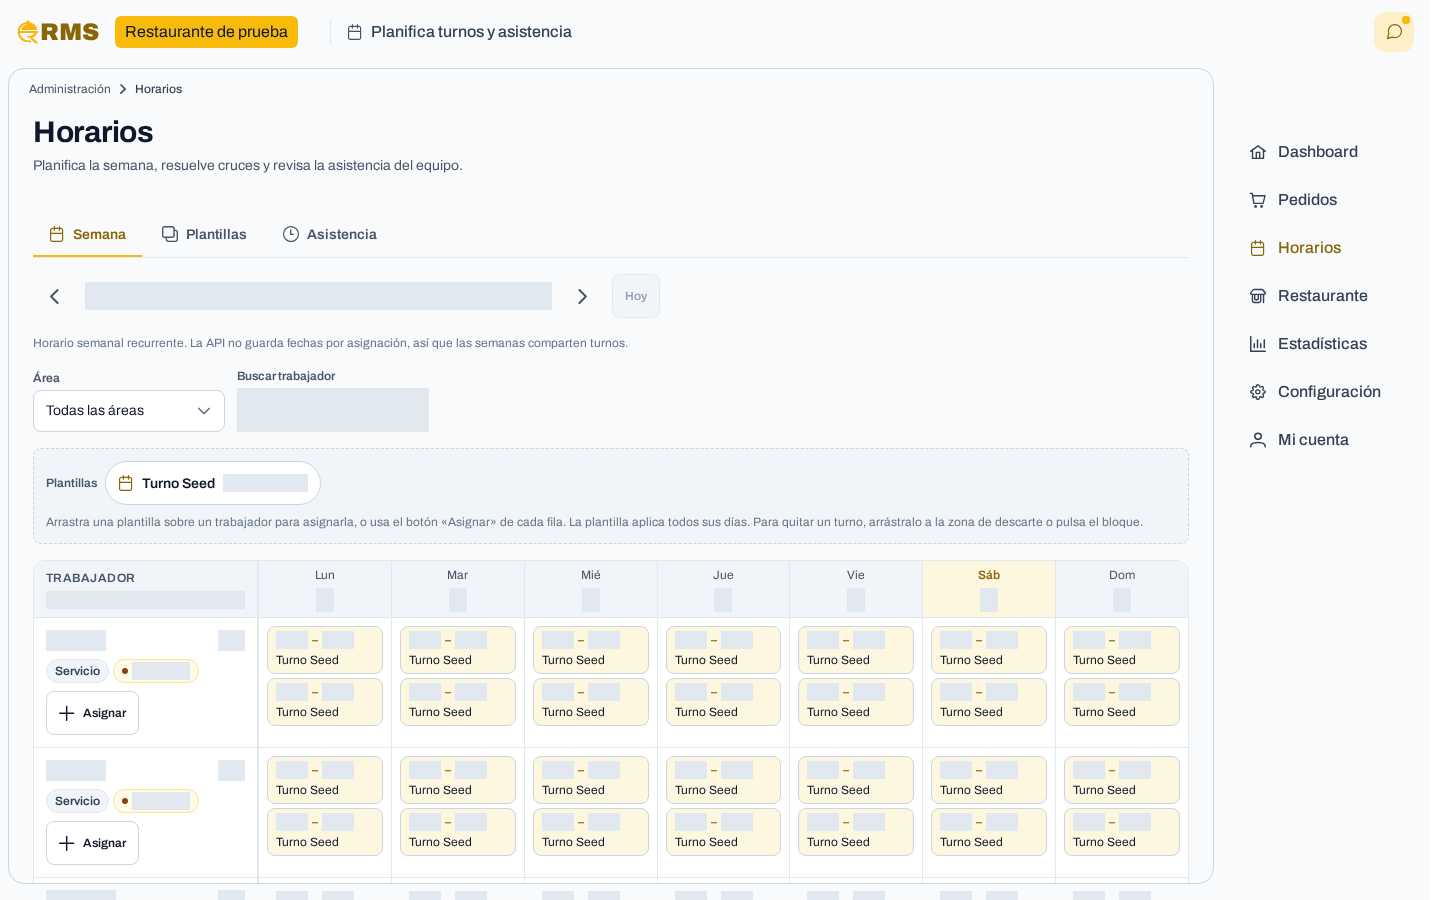 RMS Restaurante de prueba Planifica turnos y asistencia
Administración Horarios
Horarios
Planifica la semana, resuelve cruces y revisa la asistencia del equipo.
Semana Plantillas Asistencia
Hoy
Horario semanal recurrente. La API no guarda fechas por asignación, así que las semanas comparten turnos.
Área Buscar trabajador
Todas las áreas
Plantillas Turno Seed
Arrastra una plantilla sobre un trabajador para asignarla, o usa el botón «Asignar» de cada fila. La plantilla aplica todos sus días. Para quitar un turno, arrástralo a la zona de descarte o pulsa el bloque.
TRABAJADOR Lun Mar Mié Jue Vie Sáb Dom
– – – – – – –
Turno Seed Turno Seed Turno Seed Turno Seed Turno Seed Turno Seed Turno Seed
Servicio
– – – – – – –
Asignar Turno Seed Turno Seed Turno Seed Turno Seed Turno Seed Turno Seed Turno Seed
– – – – – – –
Turno Seed Turno Seed Turno Seed Turno Seed Turno Seed Turno Seed Turno Seed
Servicio
– – – – – – –
Asignar Turno Seed Turno Seed Turno Seed Turno Seed Turno Seed Turno Seed Turno Seed
Dashboard
Pedidos
Horarios
Restaurante
Estadísticas
Configuración
Mi cuenta